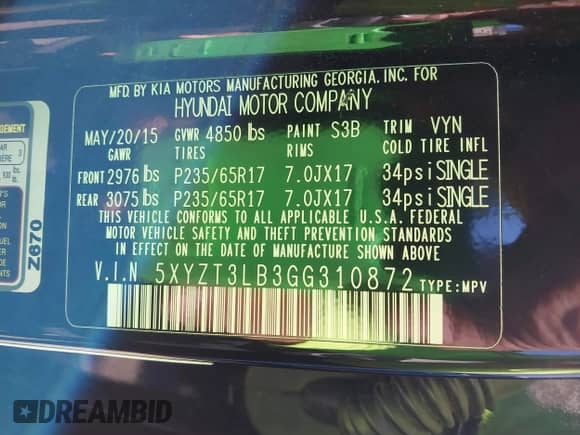 MFD. BY KIA MOTORS MANUFACTURING GEORGIA, INC. FOR
HYUNDAI MOTOR COMPANY
MAY/20/15 GVWR 4850 lbs PAINT S3B TRIM VYN
GAWR TIRES RIMS COLD TIRE INFL
FRONT 2976 lbs P235/65R17 7.0JX17 34psi SINGLE
REAR 3075 lbs P235/65R17 7.0JX17 34psi SINGLE
THIS VEHICLE CONFORMS TO ALL APPLICABLE U.S.A. FEDERAL
MOTOR VEHICLE SAFETY AND THEFT PREVENTION STANDARDS
IN EFFECT ON THE DATE OF MANUFACTURE SHOWN ABOVE
V.I.N 5XYZT3LB3GG310872 TYPE:MPV
Z670
DREAMBID